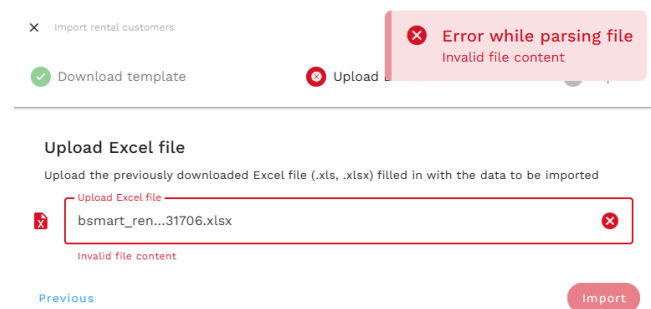 Import rental customers
Error while parsing file
Invalid file content
Download template
Upload
Upload Excel file
Upload the previously downloaded Excel file (.xls, .xlsx) filled in with the data to be imported
Upload Excel file
bsmart_ren...31706.xlsx
Invalid file content
Previous
Import